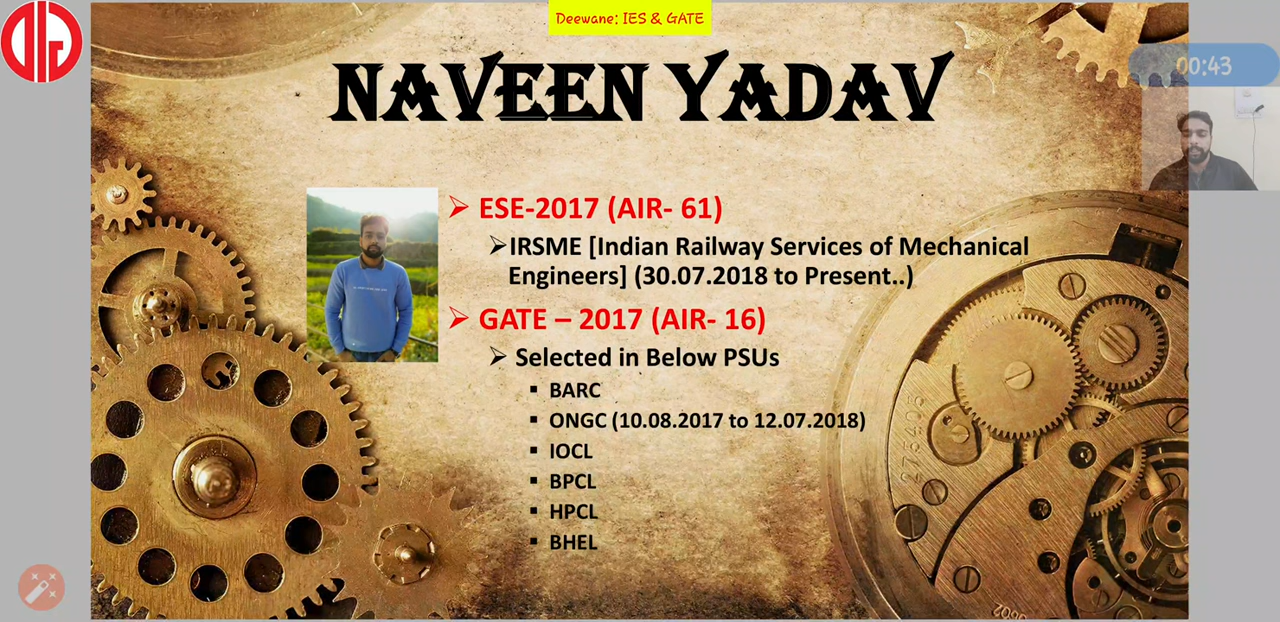 Deewane: IES & GATE
NAVEEN YADAV
00:43
ESE-2017 (AIR- 61)
IRSME [Indian Railway Services of Mechanical
Engineers] (30.07.2018 to Present..)
GATE – 2017 (AIR- 16)
Selected in Below PSUs
BARC
ONGC (10.08.2017 to 12.07.2018)
IOCL
BPCL
HPCL
BHEL